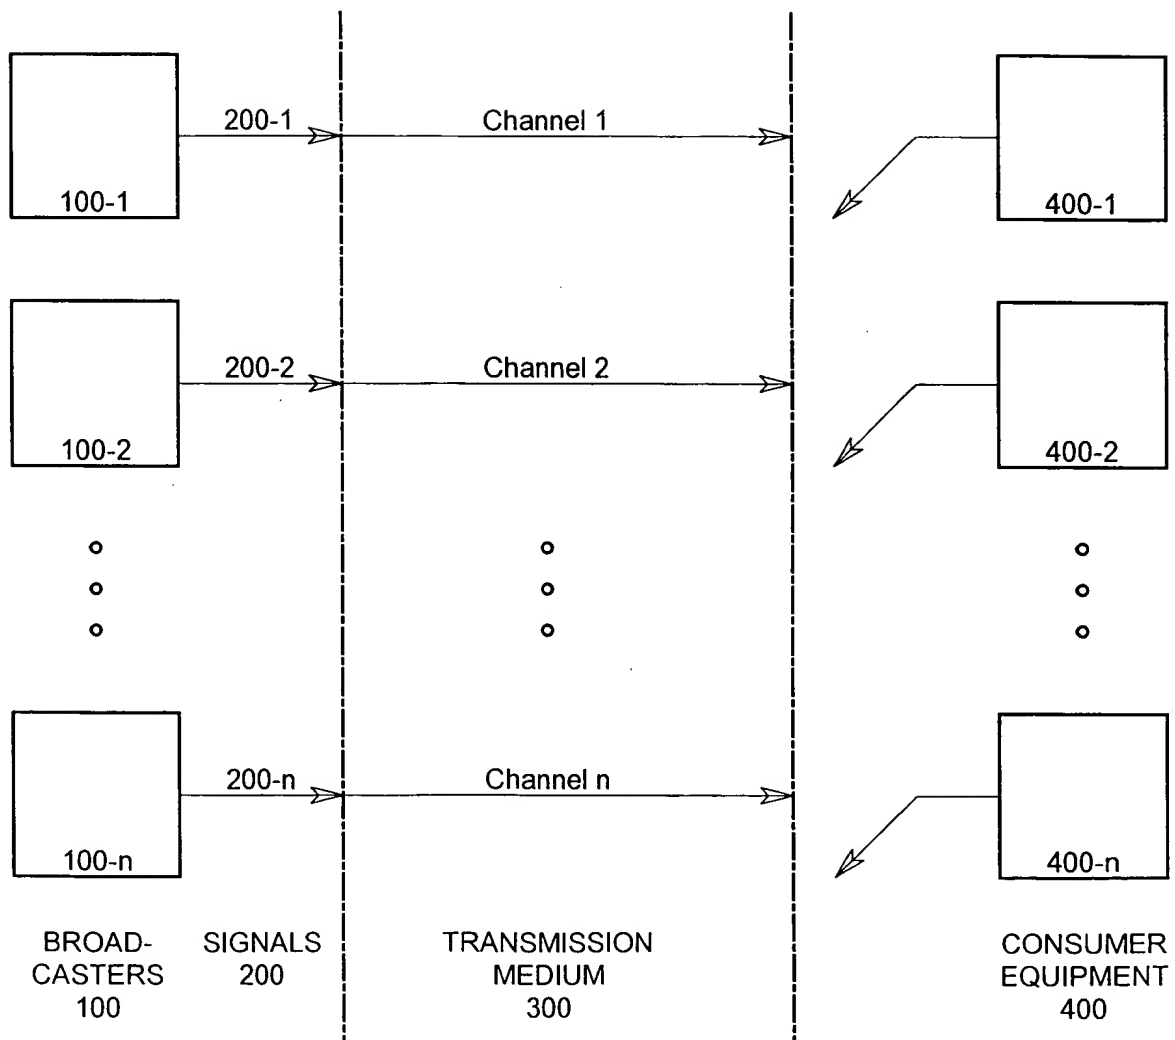 200-1
Channel 1
100-1
400-1
200-2
Channel 2
100-2
400-2
200-n
Channel n
100-n
400-n
BROAD-
CASTERS
100
SIGNALS
200
TRANSMISSION
MEDIUM
300
CONSUMER
EQUIPMENT
400